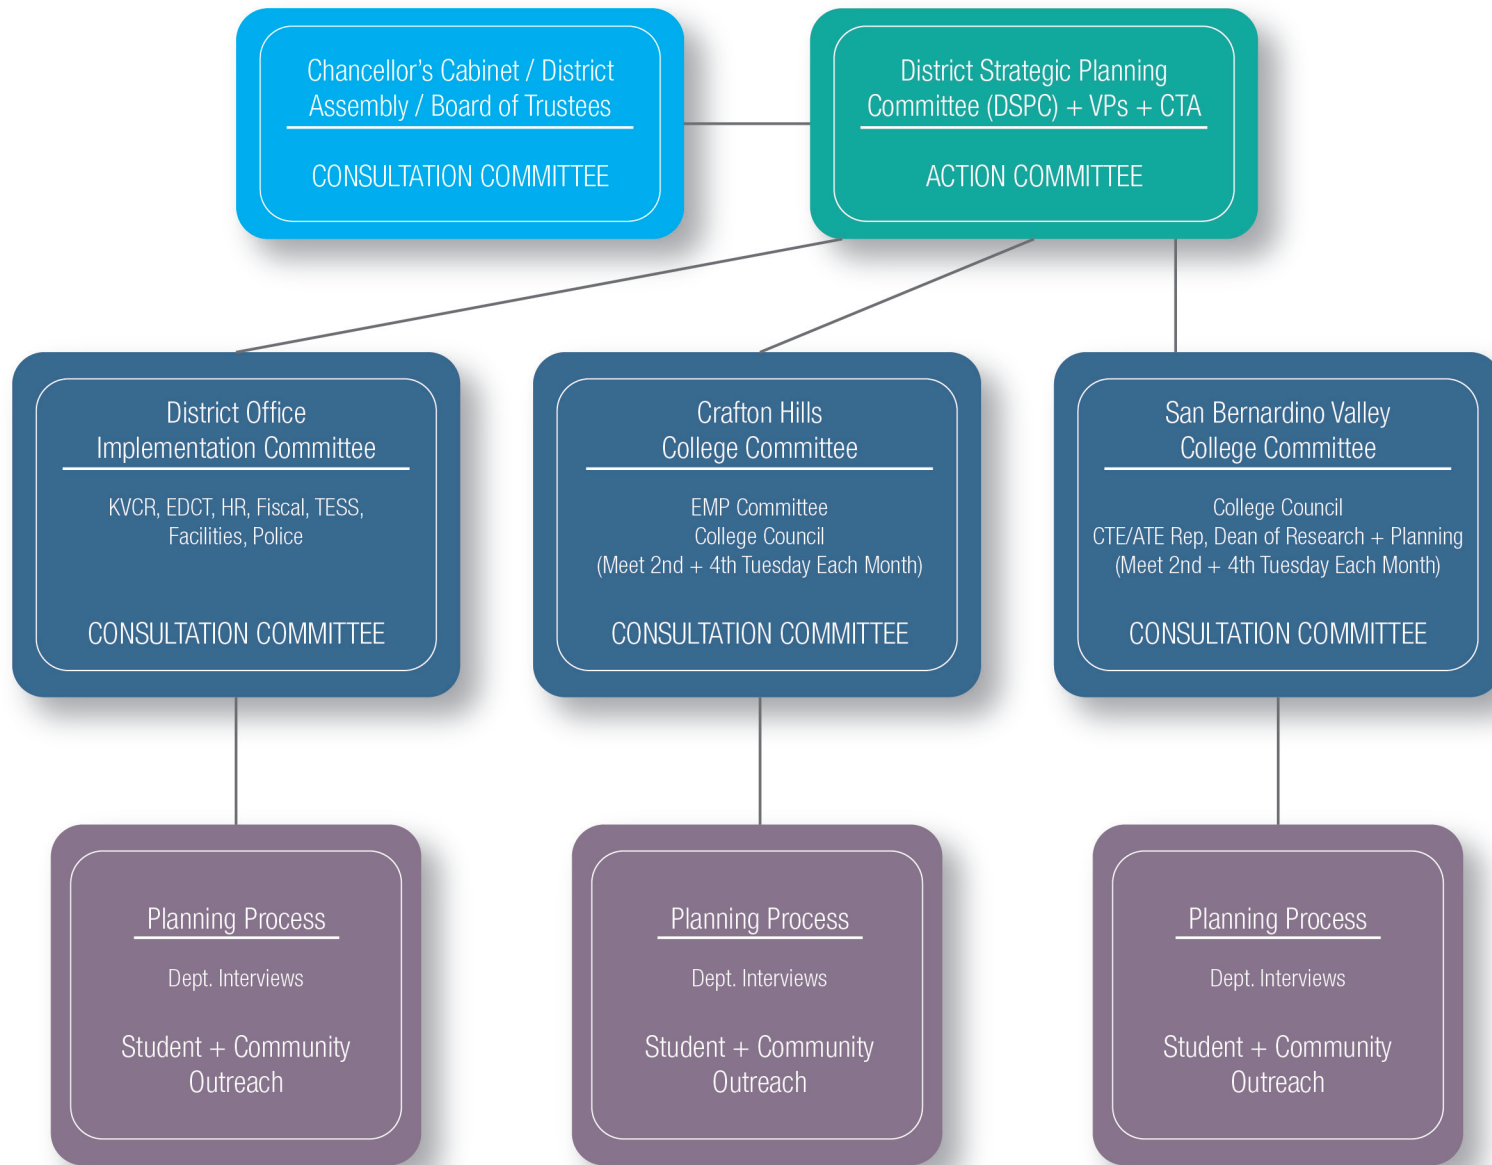 Chancellor's Cabinet / District
Assembly / Board of Trustees
CONSULTATION COMMITTEE
District Strategic Planning
Committee (DSPC) + VPs + CTA
ACTION COMMITTEE
District Office
Implementation Committee
KVCR, EDCT, HR, Fiscal, TESS,
Facilities, Police
CONSULTATION COMMITTEE
Crafton Hills
College Committee
EMP Committee
College Council
(Meet 2nd + 4th Tuesday Each Month)
CONSULTATION COMMITTEE
San Bernardino Valley
College Committee
College Council
CTE/ATE Rep, Dean of Research + Planning
(Meet 2nd + 4th Tuesday Each Month)
CONSULTATION COMMITTEE
Planning Process
Dept. Interviews
Student + Community
Outreach
Planning Process
Dept. Interviews
Student + Community
Outreach
Planning Process
Dept. Interviews
Student + Community
Outreach